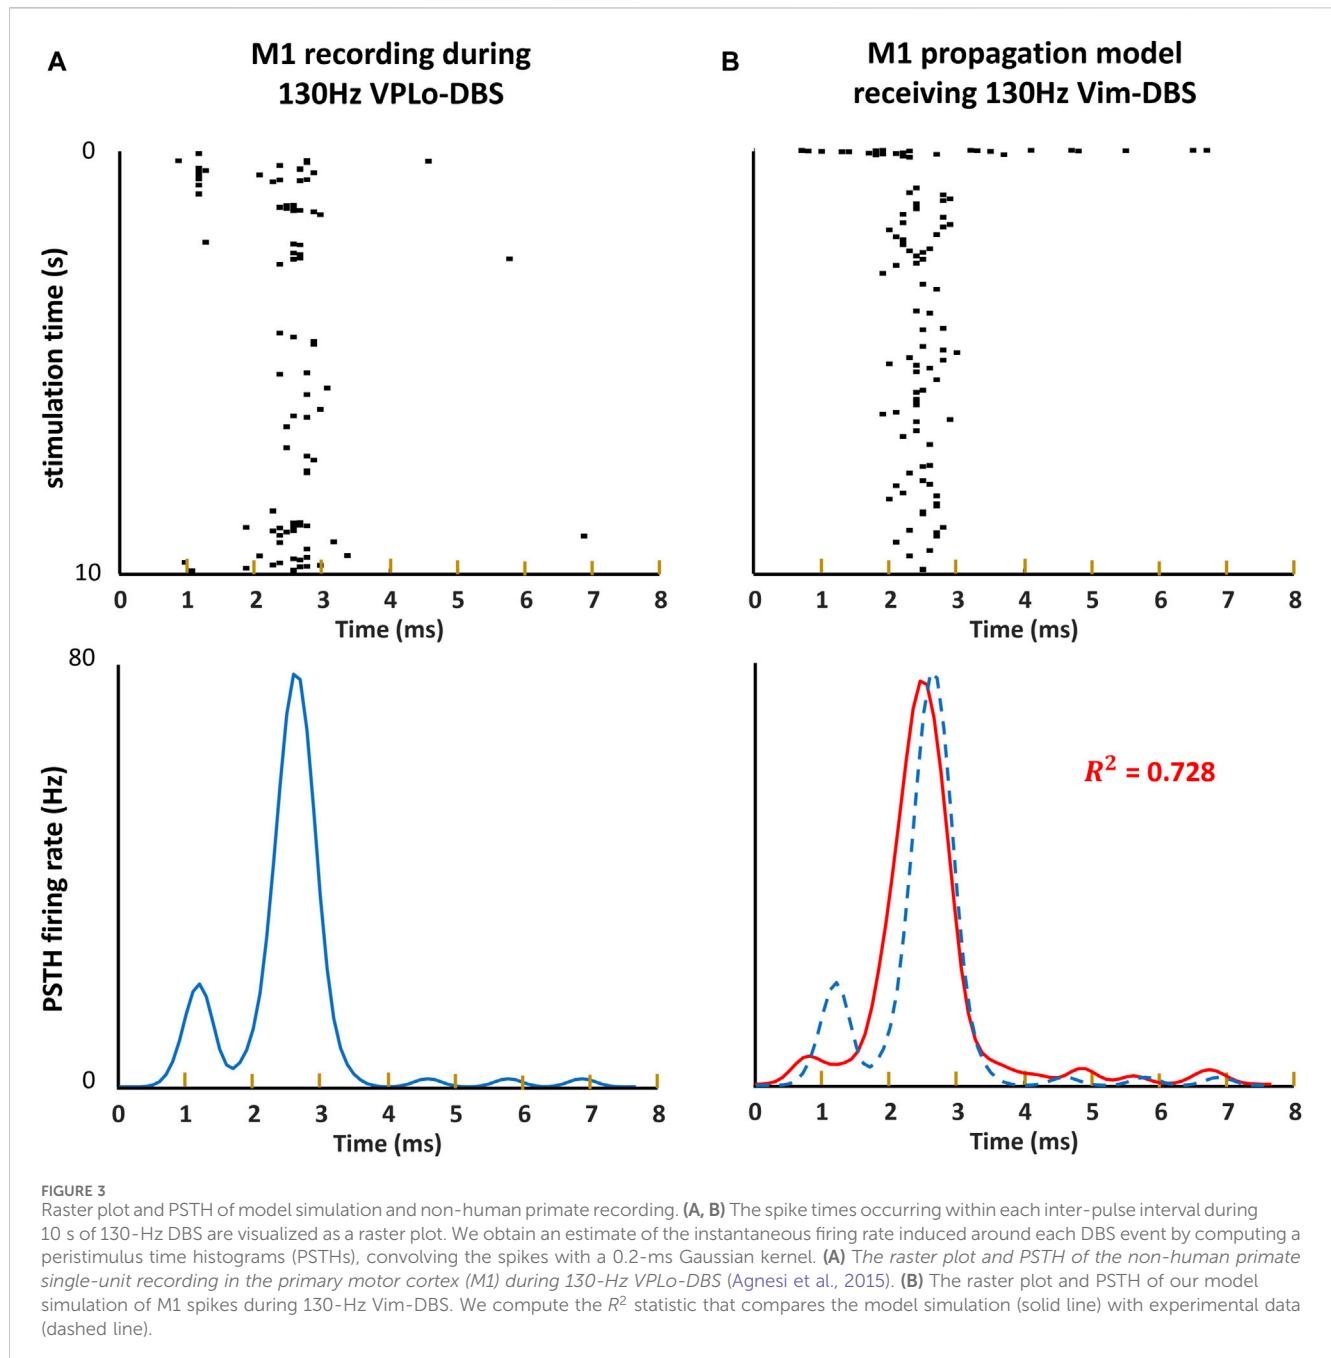 A
M1 recording during
130Hz VPLo-DBS
0
stimulation time (s)
10
0 1 2 3 4 5 6 7 8
Time (ms)
B
M1 propagation model
receiving 130Hz Vim-DBS
0 1 2 3 4 5 6 7 8
Time (ms)
80
PSTH firing rate (Hz)
0
0 1 2 3 4 5 6 7 8
Time (ms)
R² = 0.728
0 1 2 3 4 5 6 7 8
Time (ms)
FIGURE 3
Raster plot and PSTH of model simulation and non-human primate recording. (A, B) The spike times occurring within each inter-pulse interval during
10 s of 130-Hz DBS are visualized as a raster plot. We obtain an estimate of the instantaneous firing rate induced around each DBS event by computing a
peristimulus time histograms (PSTHs), convolving the spikes with a 0.2-ms Gaussian kernel. (A) The raster plot and PSTH of the non-human primate
single-unit recording in the primary motor cortex (M1) during 130-Hz VPLo-DBS (Agnesi et al., 2015). (B) The raster plot and PSTH of our model
simulation of M1 spikes during 130-Hz Vim-DBS. We compute the R² statistic that compares the model simulation (solid line) with experimental data
(dashed line).